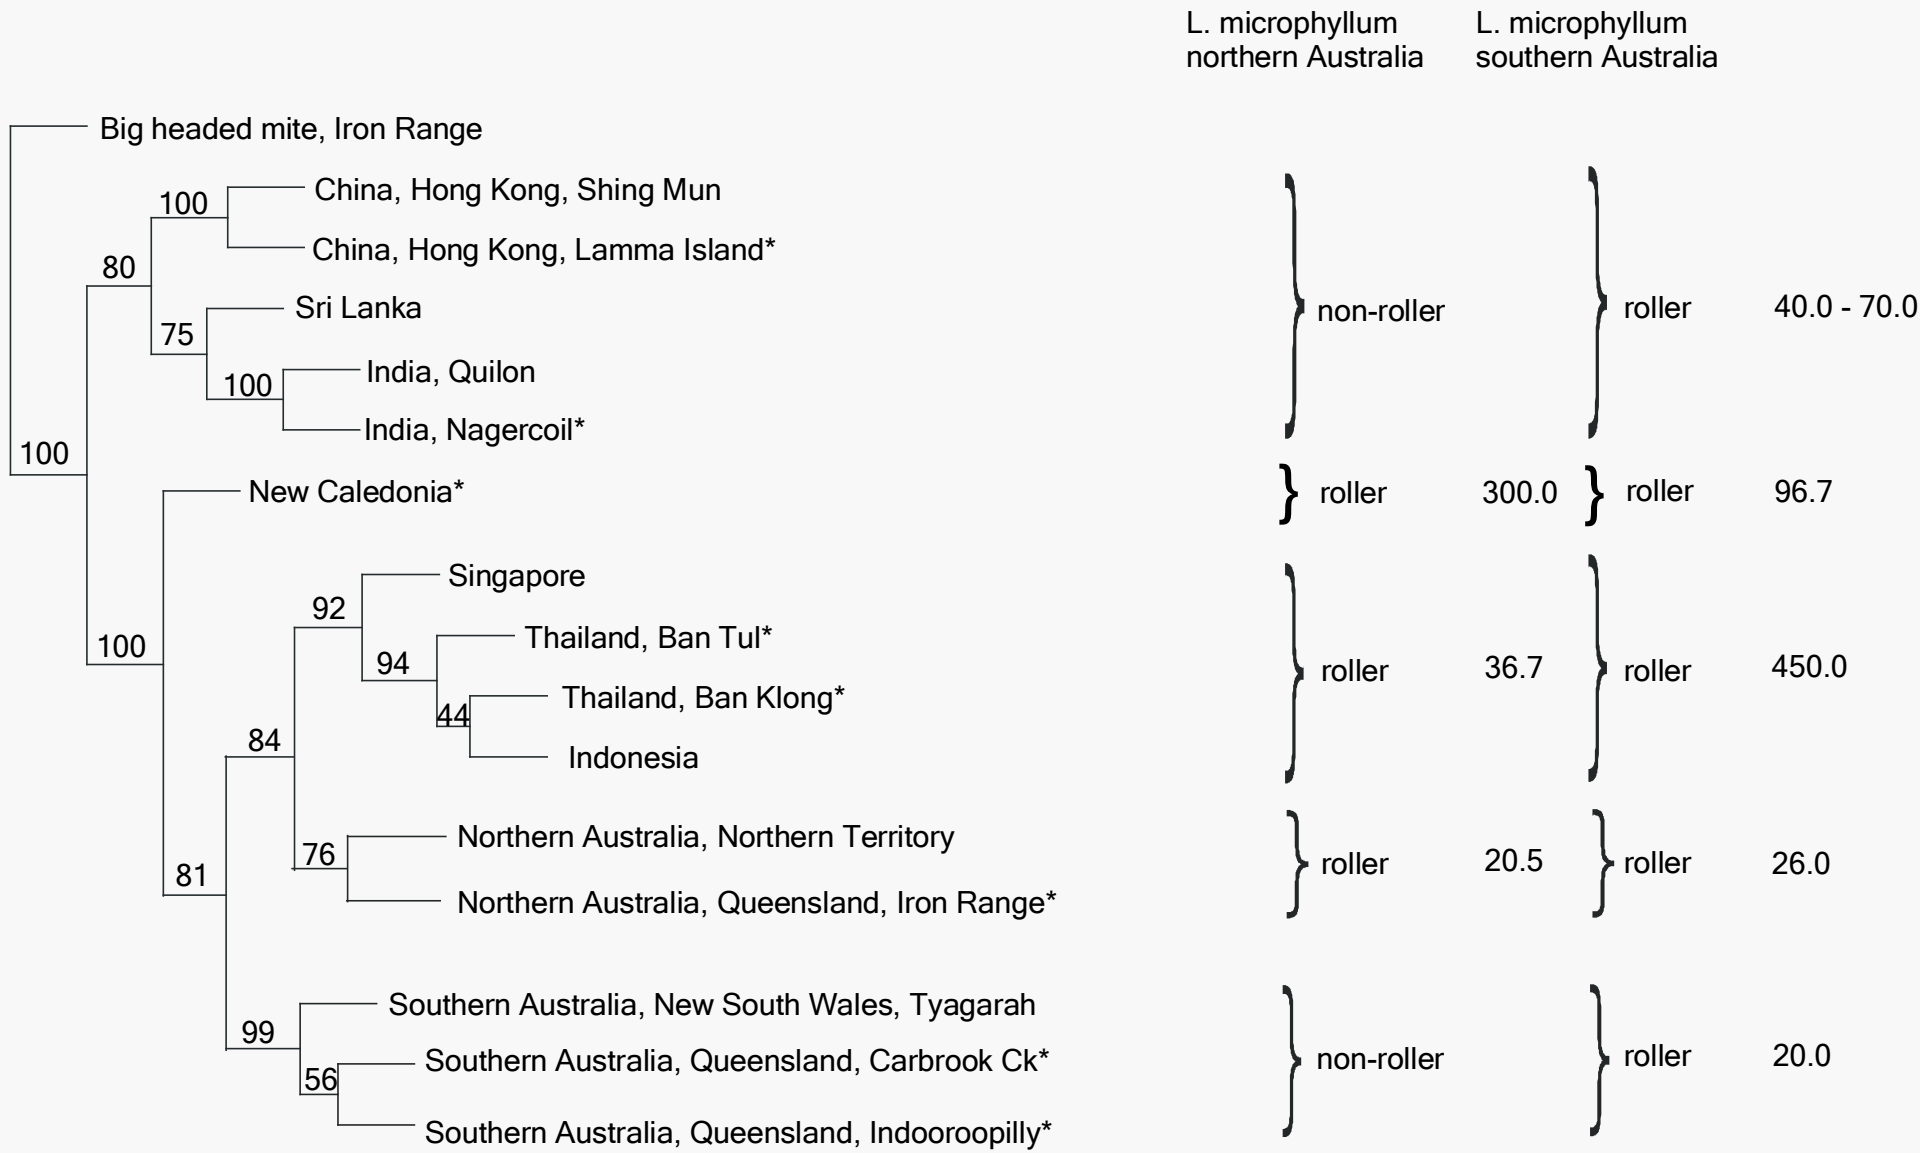 L. microphyllum
northern Australia
L. microphyllum
southern Australia
Big headed mite, Iron Range
100
China, Hong Kong, Shing Mun
China, Hong Kong, Lamma Island*
80
Sri Lanka
non-roller
roller
40.0 - 70.0
75
India, Quilon
100
India, Nagercoil*
100
New Caledonia*
roller
300.0
roller
96.7
Singapore
92
Thailand, Ban Tul*
100
94
roller
36.7
roller
450.0
Thailand, Ban Klong*
44
84
Indonesia
Northern Australia, Northern Territory
76
roller
20.5
roller
26.0
81
Northern Australia, Queensland, Iron Range*
Southern Australia, New South Wales, Tyagarah
99
Southern Australia, Queensland, Carbrook Ck*
non-roller
roller
20.0
56
Southern Australia, Queensland, Indooroopilly*